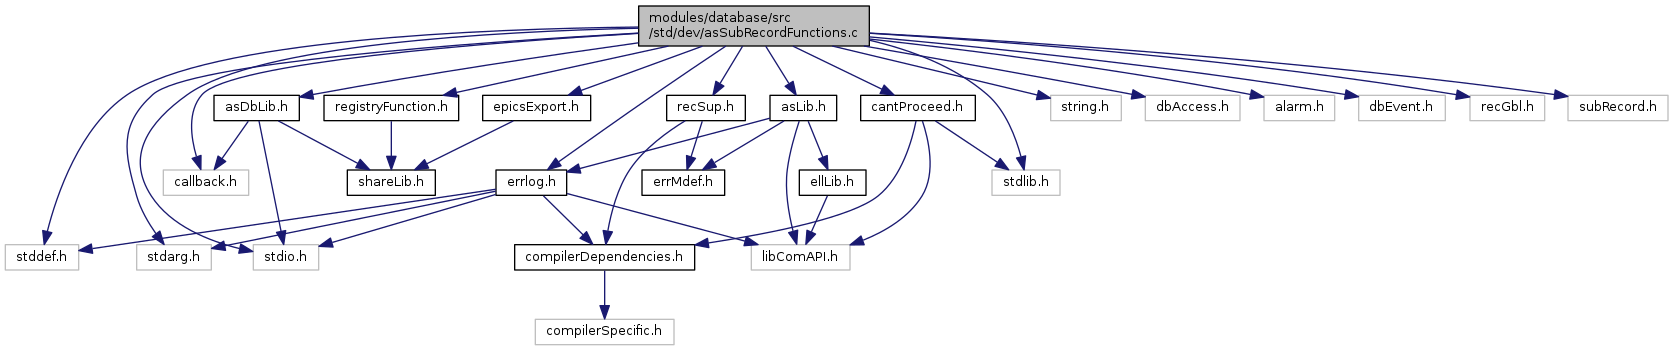 modules/database/src
/std/dev/asSubRecordFunctions.c
asDbLib.h
registryFunction.h
epicsExport.h
recSup.h
asLib.h
cantProceed.h
string.h
dbAccess.h
alarm.h
dbEvent.h
recGbl.h
subRecord.h
callback.h
shareLib.h
errlog.h
errMdef.h
ellLib.h
stdlib.h
stddef.h
stdarg.h
stdio.h
compilerDependencies.h
libComAPI.h
compilerSpecific.h